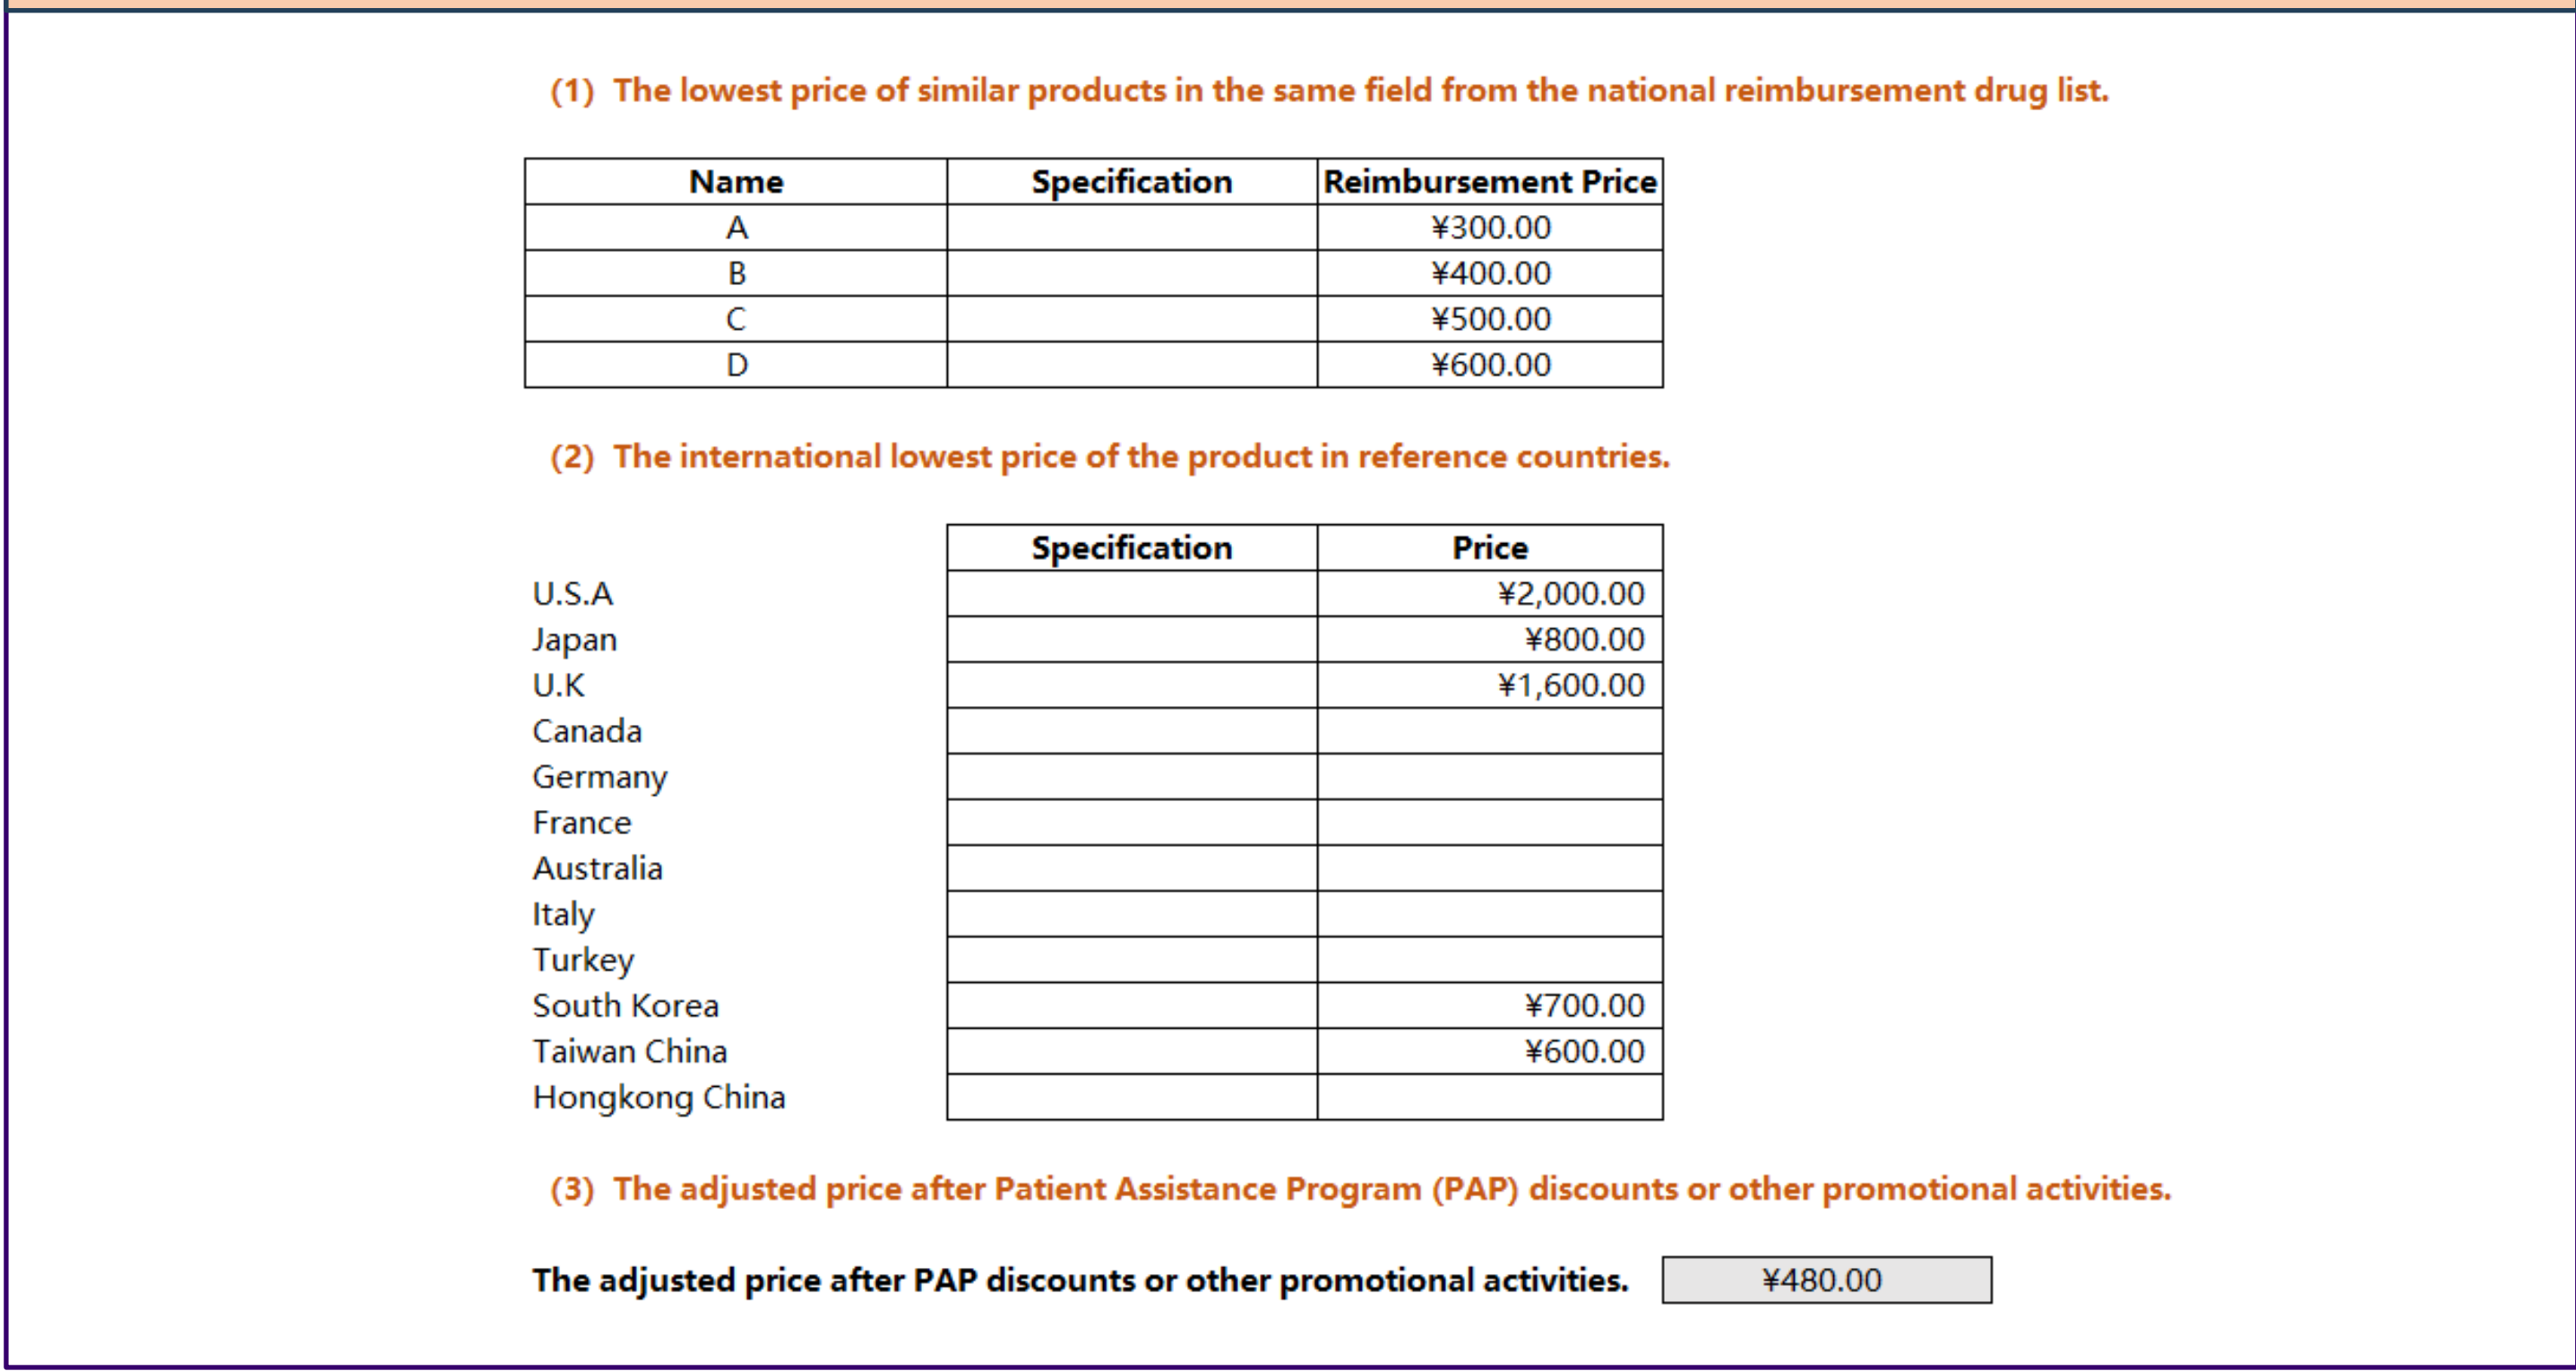 (1) The lowest price of similar products in the same field from the national reimbursement drug list.
Name Specification Reimbursement Price
A ¥300.00
B ¥400.00
C ¥500.00
D ¥600.00
(2) The international lowest price of the product in reference countries.
Specification Price
U.S.A ¥2,000.00
Japan ¥800.00
U.K ¥1,600.00
Canada
Germany
France
Australia
Italy
Turkey
South Korea ¥700.00
Taiwan China ¥600.00
Hongkong China
(3) The adjusted price after Patient Assistance Program (PAP) discounts or other promotional activities.
The adjusted price after PAP discounts or other promotional activities. ¥480.00